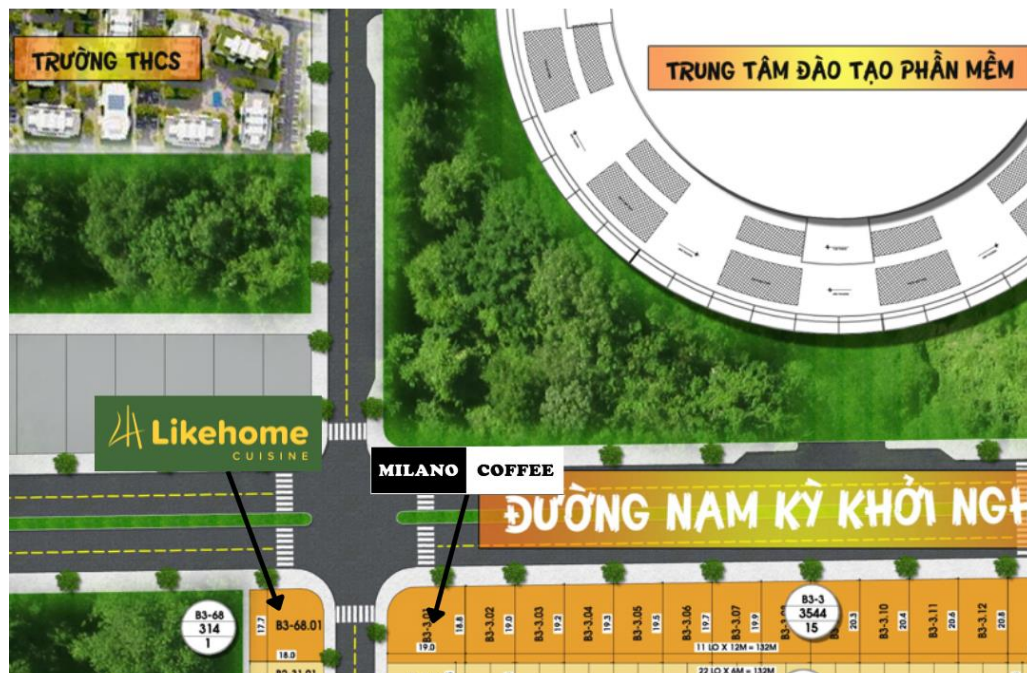 TRƯỜNG THCS
TRUNG TÂM ĐÀO TẠO PHẦN MỀM
Likehome
CUISINE
MILANO COFFEE
ĐƯỜNG NAM KỲ KHỞI
B3-68
314
1
17.7
B3-68.01
18.0
B3-3.01
19.0
18.8
B3-3.02
19.0
B3-3.03
19.2
B3-3.04
19.3
B3-3.05
19.5
B3-3.06
19.7
B3-3.07
19.9
B3-3
3544
15
20.3
B3-3.10
20.4
B3-3.11
20.6
B3-3.12
20.8
11 LO X 12M = 132M
22 LO X 6M = 132M